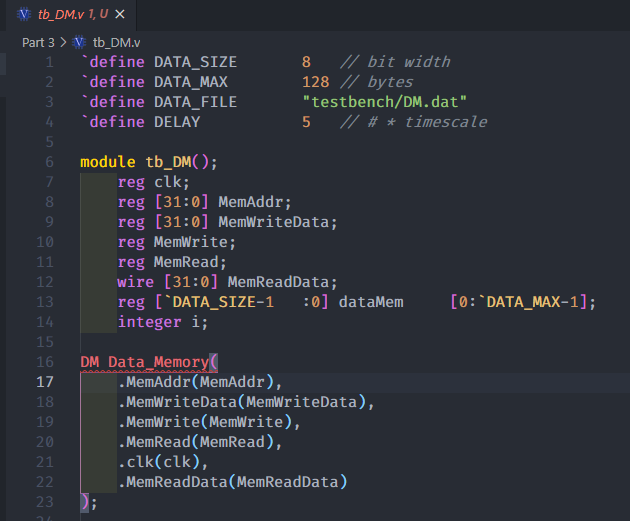 tb_DM.v 1, U
Part 3 > tb_DM.v
1 `define DATA_SIZE 8 // bit width
2 `define DATA_MAX 128 // bytes
3 `define DATA_FILE "testbench/DM.dat"
4 `define DELAY 5 // # * timescale
5
6 module tb_DM();
7 reg clk;
8 reg [31:0] MemAddr;
9 reg [31:0] MemWriteData;
10 reg MemWrite;
11 reg MemRead;
12 wire [31:0] MemReadData;
13 reg [`DATA_SIZE-1 :0] dataMem [0:`DATA_MAX-1];
14 integer i;
15
16 DM Data_Memory(
17 .MemAddr(MemAddr),
18 .MemWriteData(MemWriteData),
19 .MemWrite(MemWrite),
20 .MemRead(MemRead),
21 .clk(clk),
22 .MemReadData(MemReadData)
23 );
24